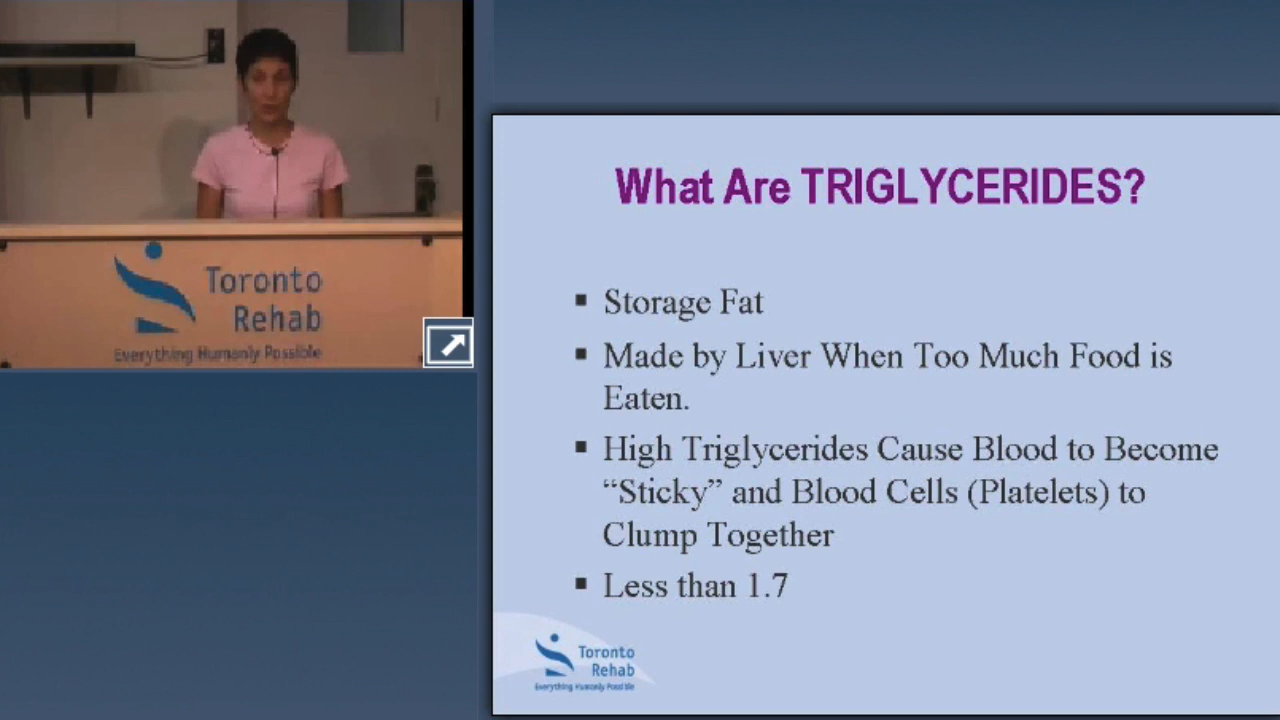 Toronto
Rehab
Everything Humanly Possible
What Are TRIGLYCERIDES?
▪ Storage Fat
▪ Made by Liver When Too Much Food is
Eaten.
▪ High Triglycerides Cause Blood to Become
“Sticky” and Blood Cells (Platelets) to
Clump Together
▪ Less than 1.7
Toronto
Rehab
Everything Humanly Possible